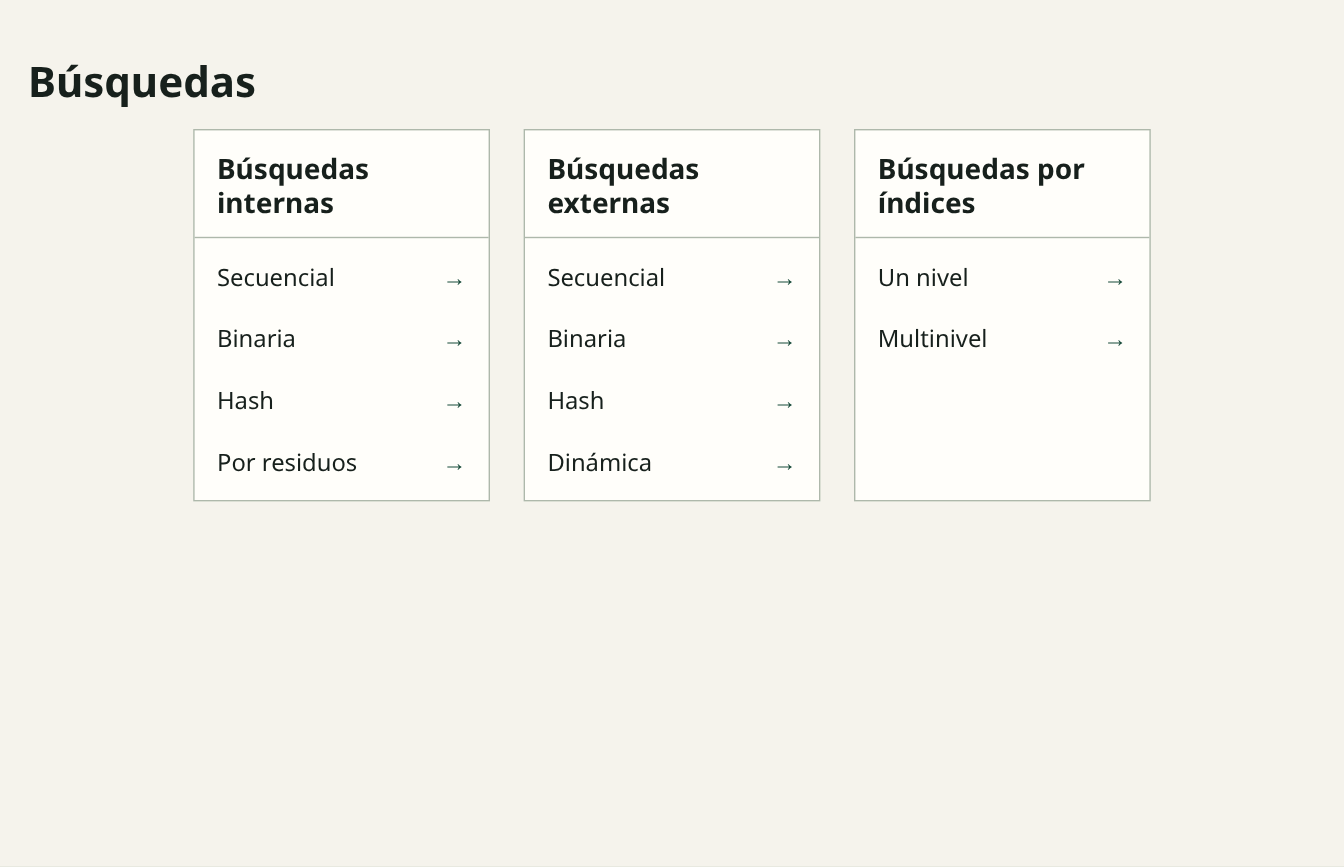 Búsquedas
Búsquedas
internas
Secuencial →
Binaria →
Hash →
Por residuos →
Búsquedas
externas
Secuencial →
Binaria →
Hash →
Dinámica →
Búsquedas por
índices
Un nivel →
Multinivel →